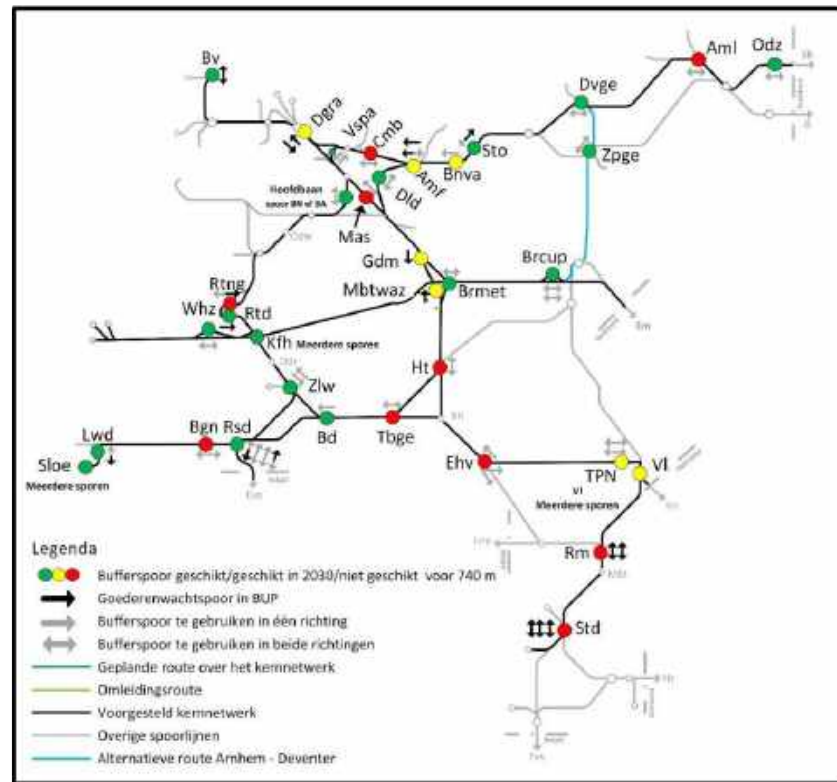 Bv
Dgra
Vspa
Cmb
Amf
Bnva
Sto
Dvge
Aml
Odz
Zpge
Hoofdbaan
spoor BN of BA
Dld
Mas
Gdm
Mbtwaz
Brmet
Brcup
Em
Rtng
Whz
Rtd
Kfh Meerdere sporen
Zlw
Ht
Lwd
Bgn
Rsd
Bd
Tbge
Btl
Sloe
Meerdere sporen
Ehv
TPN
Vl
Vl
Meerdere sporen
Rm
Std
Legenda
Bufferspoor geschikt/geschikt in 2030/niet geschikt voor 740 m
Goederenwachtspoor in BUP
Bufferspoor te gebruiken in één richting
Bufferspoor te gebruiken in beide richtingen
Geplande route over het kernnetwerk
Omleidingsroute
Voorgesteld kernnetwerk
Overige spoorlijnen
Alternatieve route Arnhem - Deventer